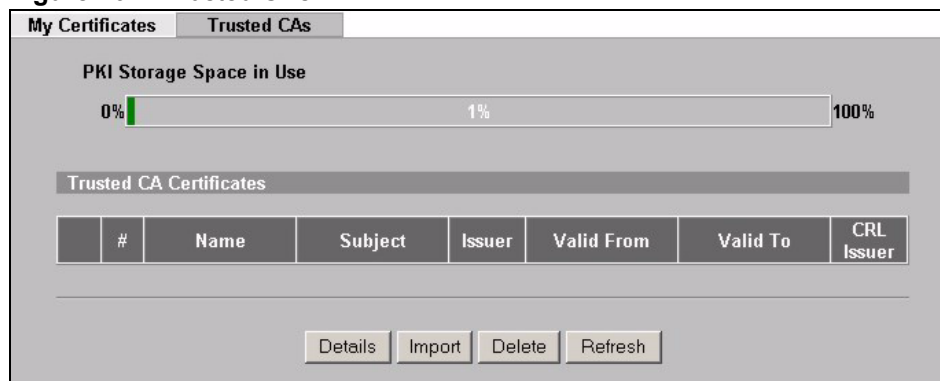 My Certificates Trusted CAs
PKI Storage Space in Use
0% 1% 100%
Trusted CA Certificates
# Name Subject Issuer Valid From Valid To CRL Issuer
Details Import Delete Refresh